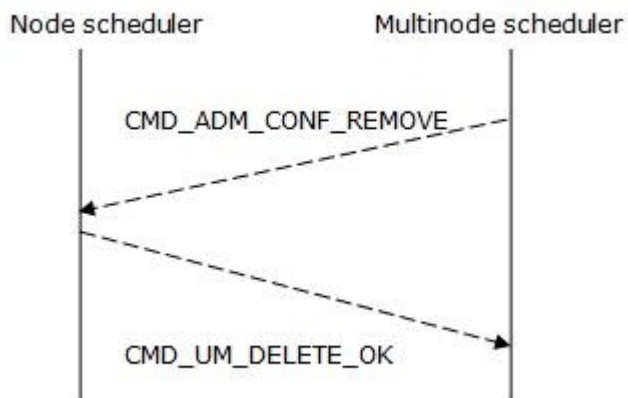 Node scheduler
Multinode scheduler
CMD_ADM_CONF_REMOVE
CMD_UM_DELETE_OK